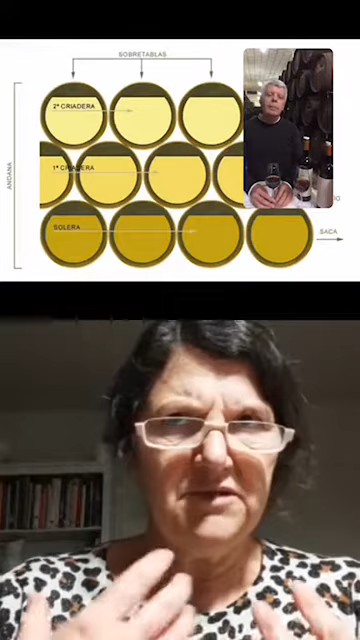 SOBRETABLAS
2ª CRIADERA
1ª CRIADERA
ANDANA
SOLERA
SACA